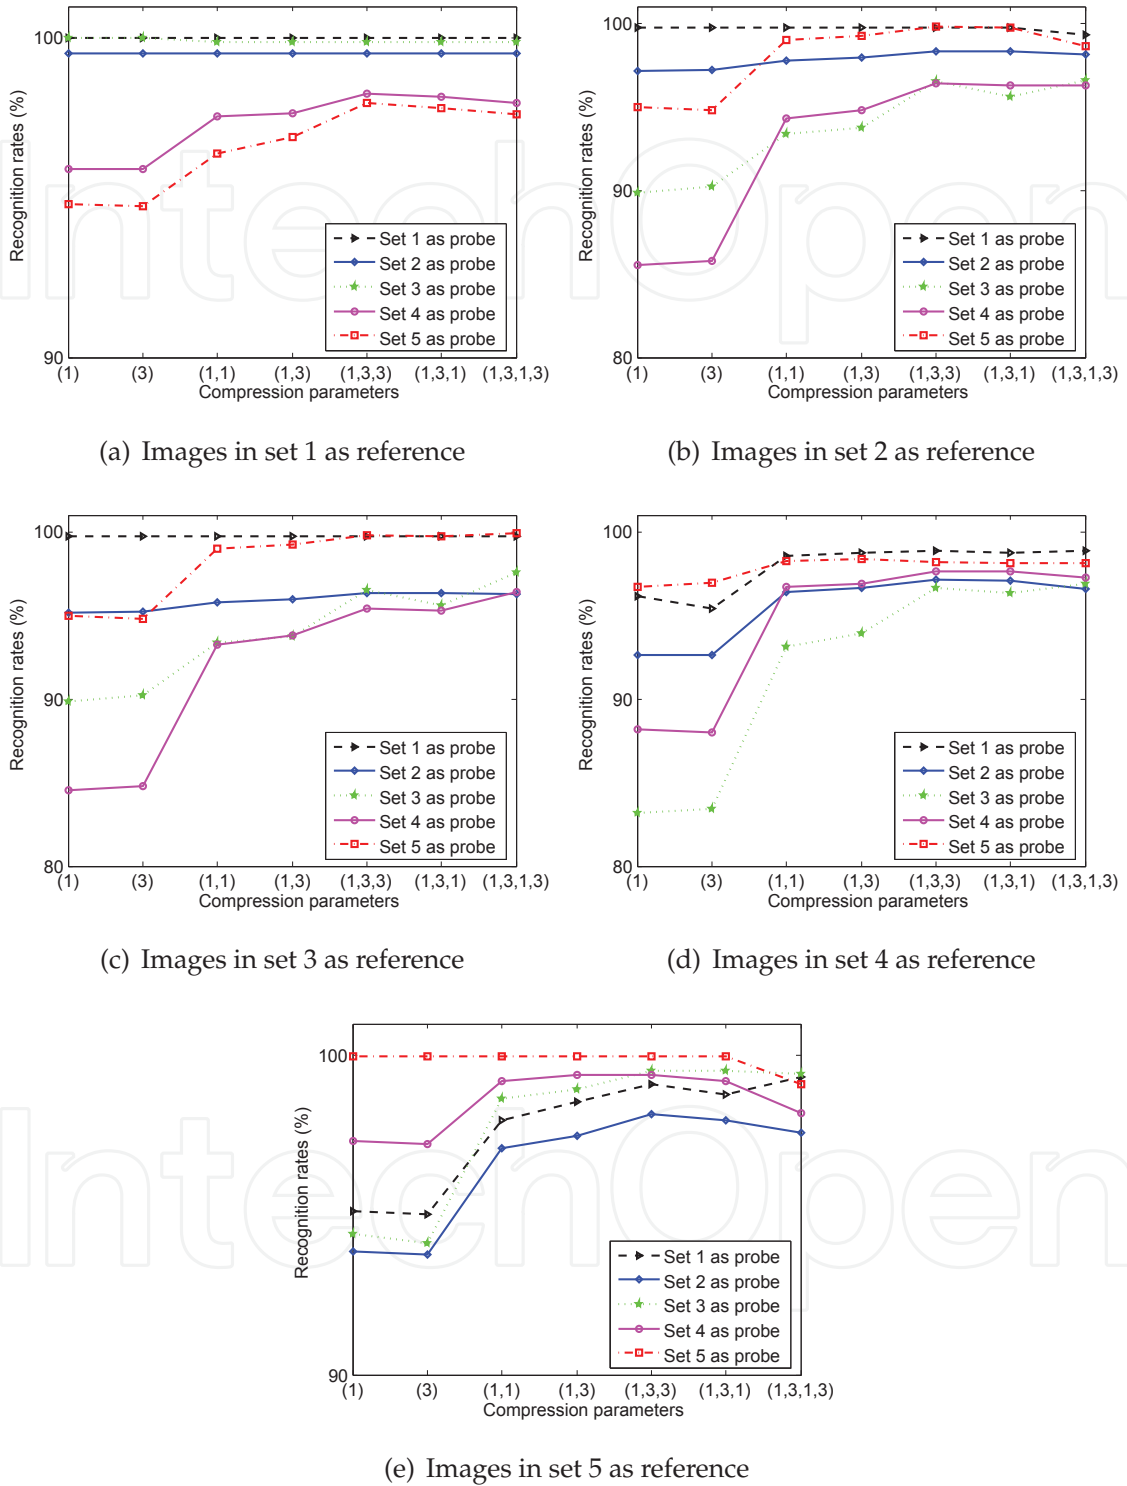 100
90
Recognition rates (%)
Set 1 as probe
Set 2 as probe
Set 3 as probe
Set 4 as probe
Set 5 as probe
(1) (3) (1,1) (1,3) (1,3,3) (1,3,1) (1,3,1,3)
Compression parameters
(a) Images in set 1 as reference
100
90
80
Recognition rates (%)
Set 1 as probe
Set 2 as probe
Set 3 as probe
Set 4 as probe
Set 5 as probe
(1) (3) (1,1) (1,3) (1,3,3) (1,3,1) (1,3,1,3)
Compression parameters
(b) Images in set 2 as reference
100
90
80
Recognition rates (%)
Set 1 as probe
Set 2 as probe
Set 3 as probe
Set 4 as probe
Set 5 as probe
(1) (3) (1,1) (1,3) (1,3,3) (1,3,1) (1,3,1,3)
Compression parameters
(c) Images in set 3 as reference
100
90
80
Recognition rates (%)
Set 1 as probe
Set 2 as probe
Set 3 as probe
Set 4 as probe
Set 5 as probe
(1) (3) (1,1) (1,3) (1,3,3) (1,3,1) (1,3,1,3)
Compression parameters
(d) Images in set 4 as reference
100
90
Recognition rates (%)
Set 1 as probe
Set 2 as probe
Set 3 as probe
Set 4 as probe
Set 5 as probe
(1) (3) (1,1) (1,3) (1,3,3) (1,3,1) (1,3,1,3)
Compression parameters
(e) Images in set 5 as reference
IntechOpen
IntechOpen